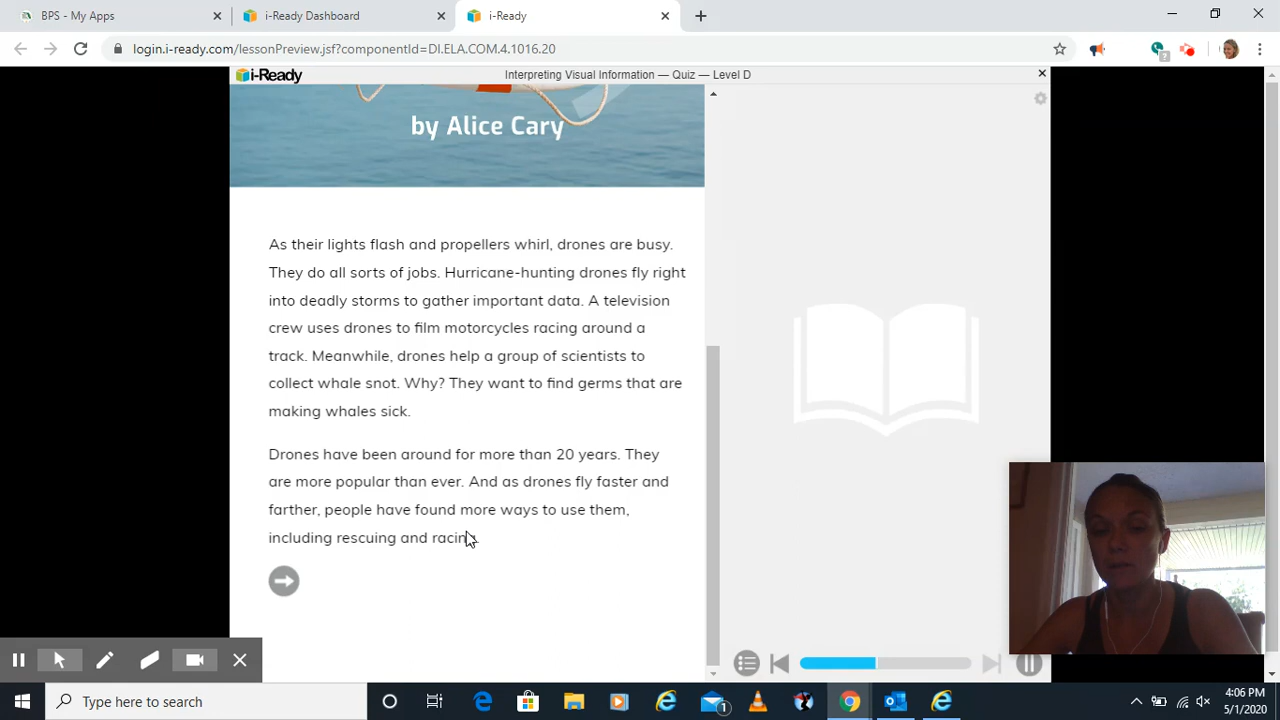 BPS - My Apps
i-Ready Dashboard
i-Ready
login.i-ready.com/lessonPreview.jsf?componentId=DI.ELA.COM.4.1016.20
i-Ready
Interpreting Visual Information — Quiz — Level D
by Alice Cary
As their lights flash and propellers whirl, drones are busy.
They do all sorts of jobs. Hurricane-hunting drones fly right
into deadly storms to gather important data. A television
crew uses drones to film motorcycles racing around a
track. Meanwhile, drones help a group of scientists to
collect whale snot. Why? They want to find germs that are
making whales sick.
Drones have been around for more than 20 years. They
are more popular than ever. And as drones fly faster and
farther, people have found more ways to use them,
including rescuing and racing.
Type here to search
1
4:06 PM
5/1/2020